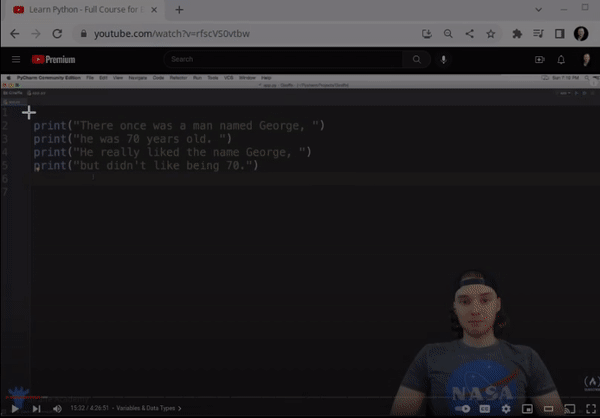 Learn Python - Full Course for
youtube.com/watch?v=rfscVS0vtbw
Premium
Search
PyCharm Community Edition File Edit View Navigate Code Refactor Run Tools VCS Window Help
1
2 print("There once was a man named George, ")
3 print("he was 70 years old. ")
4 print("He really liked the name George, ")
5 print("but didn't like being 70.")
6
7
NASA
15:32 / 4:26:51 • Variables & Data Types